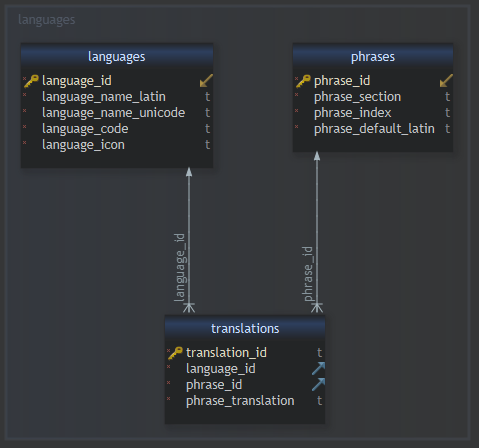 languages
languages
language_id
language_name_latin t
language_name_unicode t
language_code t
language_icon t
phrases
phrase_id
phrase_section t
phrase_index t
phrase_default_latin t
language_id
phrase_id
translations
translation_id t
language_id
phrase_id
phrase_translation t